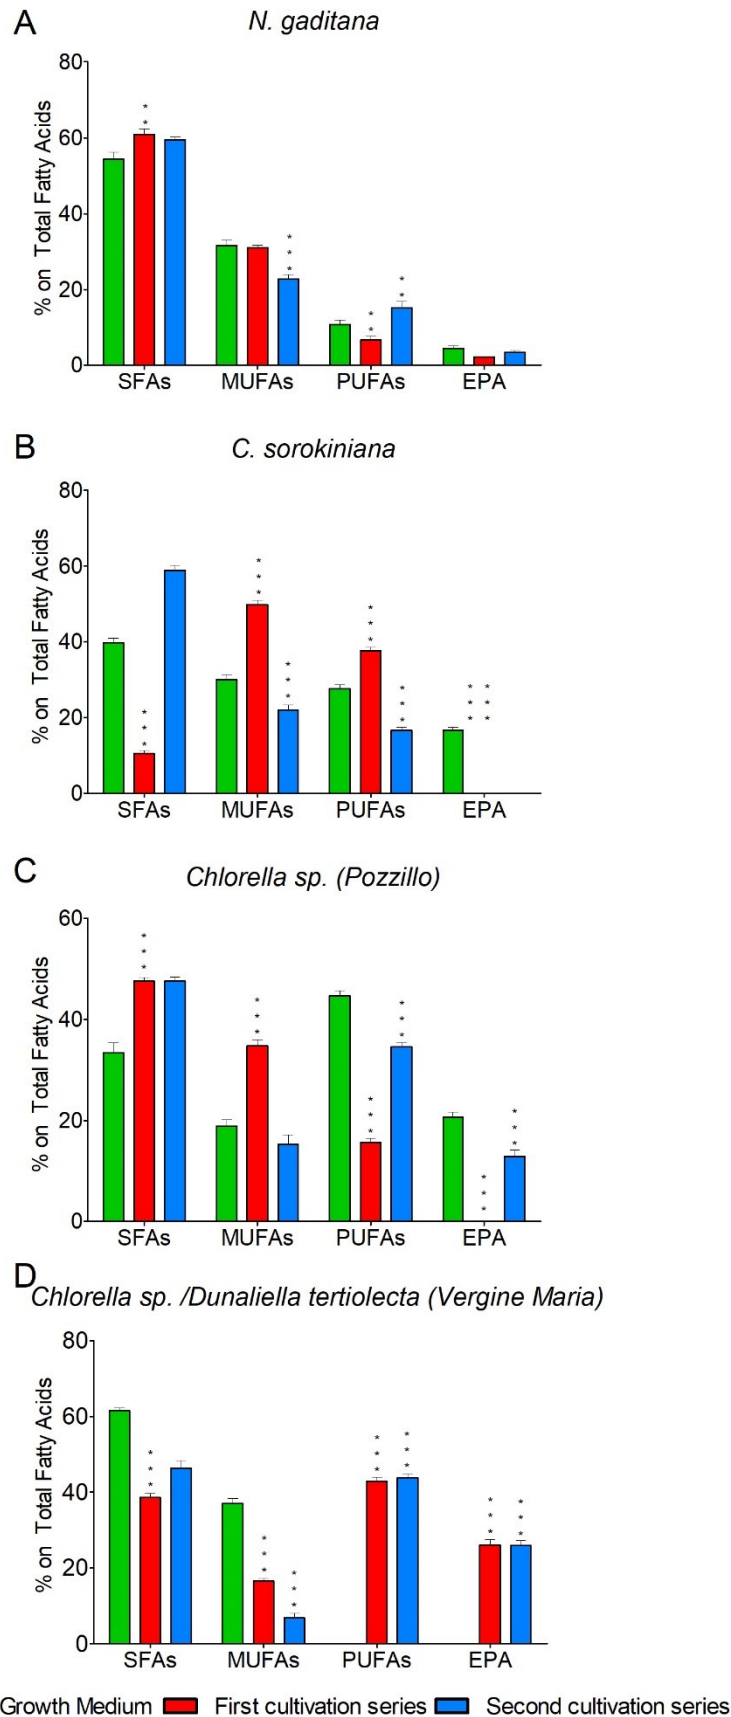 A
N. gaditana
% on Total Fatty Acids
80
60
40
20
0
* *
* * *
* *
* *
SFAs MUFAs PUFAs EPA
B
C. sorokiniana
% on Total Fatty Acids
80
60
40
20
0
* * *
* * *
* * *
* * *
* * *
* * *
* * *
SFAs MUFAs PUFAs EPA
C
Chlorella sp. (Pozzillo)
% on Total Fatty Acids
60
40
20
0
* * *
* * *
* * *
* * *
* * *
* * *
SFAs MUFAs PUFAs EPA
D
Chlorella sp. /Dunaliella tertiolecta (Vergine Maria)
% on Total Fatty Acids
80
60
40
20
0
* * *
* * *
* * *
* * *
* * *
* * *
* * *
SFAs MUFAs PUFAs EPA
Growth Medium First cultivation series Second cultivation series